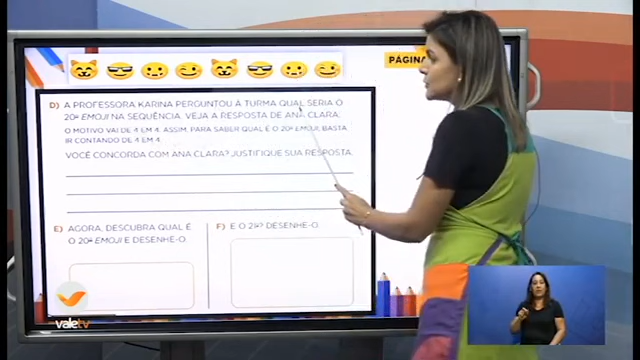 PÁGINA
D) A PROFESSORA KARINA PERGUNTOU À TURMA QUAL SERIA O
20º EMOJI NA SEQUÊNCIA. VEJA A RESPOSTA DE ANA CLARA:
O MOTIVO VAI DE 4 EM 4. ASSIM, PARA SABER QUAL É O 20º EMOJI, BASTA
IR CONTANDO DE 4 EM 4.
VOCÊ CONCORDA COM ANA CLARA? JUSTIFIQUE SUA RESPOSTA.
E) AGORA, DESCUBRA QUAL É
O 20º EMOJI E DESENHE-O.
F) E O 21º? DESENHE-O.
valetv